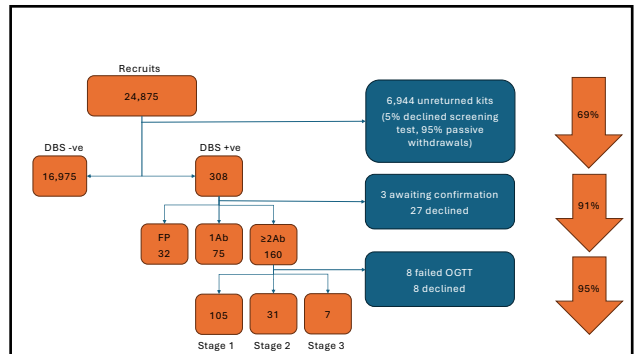 Recruits
24,875
6,944 unreturned kits
(5% declined screening
test, 95% passive
withdrawals)
69%
DBS -ve
DBS +ve
16,975
308
3 awaiting confirmation
27 declined
91%
FP
32
1Ab
75
≥2Ab
160
8 failed OGTT
8 declined
95%
105
31
7
Stage 1
Stage 2
Stage 3